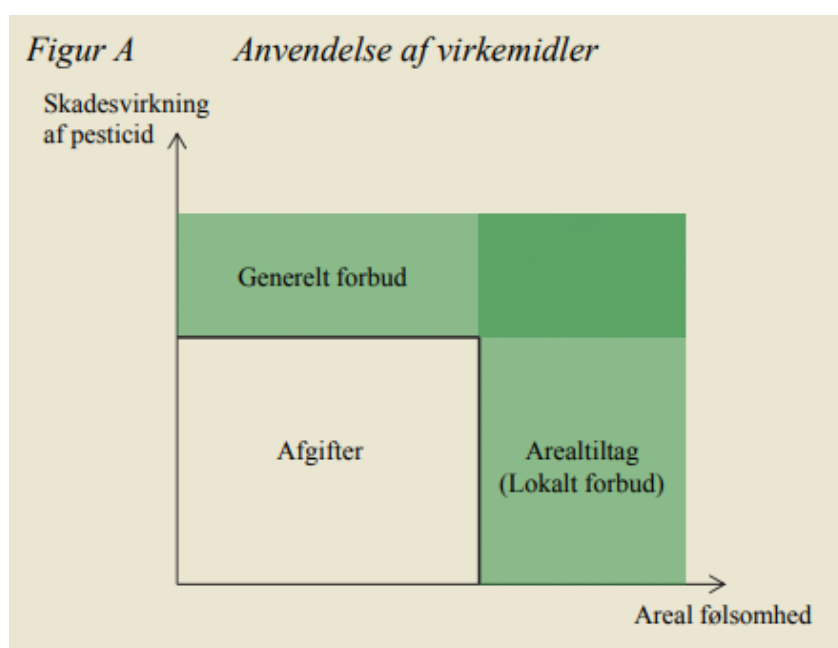 Figur A Anvendelse af virkemidler
Skadesvirkning
af pesticid
Generelt forbud
Afgifter
Arealtiltag
(Lokalt forbud)
Areal følsomhed